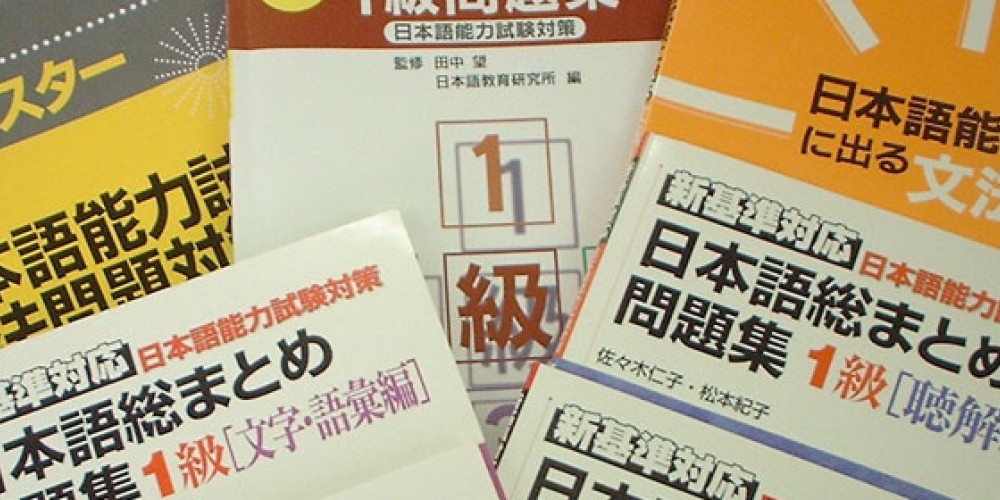 スター
本語能力試
法問題対
1級問題集
日本語能力試験対策
監修 田中 望
日本語教育研究所 編
1
級
日本語能
に出る文法
新基準対応 日本語能力
日本語総まとめ
問題集 1級[聴解
佐々木仁子・松本紀子
基準対応 日本語能力試験対策
日本語総まとめ
題集 1級[文字・語彙編]
新基準対応
日本語総